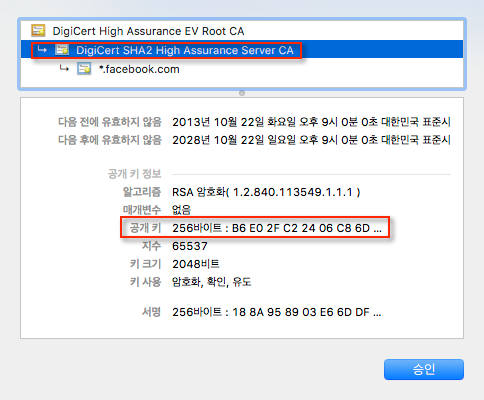 DigiCert High Assurance EV Root CA
↳ DigiCert SHA2 High Assurance Server CA
↳ *.facebook.com
다음 전에 유효하지 않음 2013년 10월 22일 화요일 오후 9시 0분 0초 대한민국 표준시
다음 후에 유효하지 않음 2028년 10월 22일 일요일 오후 9시 0분 0초 대한민국 표준시
공개 키 정보
알고리즘 RSA 암호화( 1.2.840.113549.1.1.1 )
매개변수 없음
공개 키 256바이트 : B6 E0 2F C2 24 06 C8 6D ...
지수 65537
키 크기 2048비트
키 사용 암호화, 확인, 유도
서명 256바이트 : 18 8A 95 89 03 E6 6D DF ...
승인